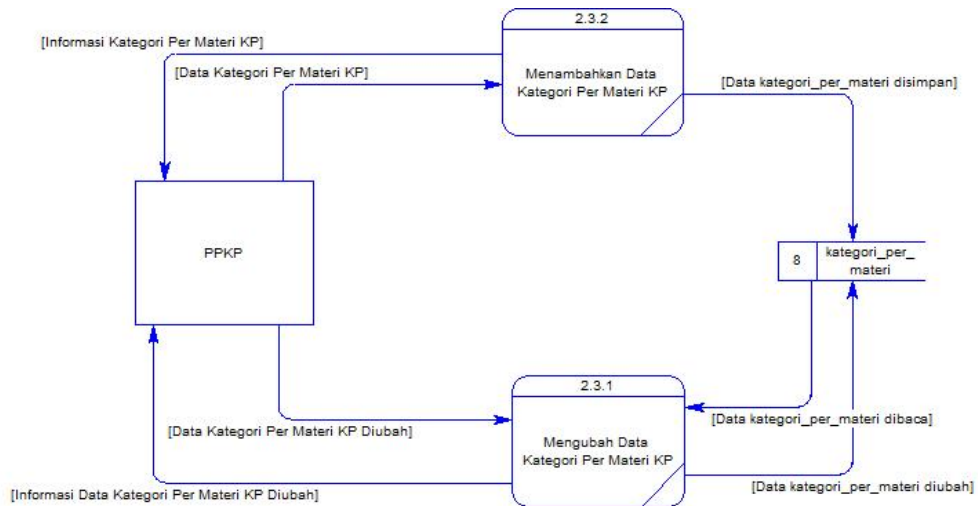 2.3.2
[Informasi Kategori Per Materi KP]
[Data Kategori Per Materi KP]
Menambahkan Data
Kategori Per Materi KP
[Data kategori_per_materi disimpan]
PPKP
8
kategori_per_
materi
2.3.1
[Data Kategori Per Materi KP Diubah]
[Data kategori_per_materi dibaca]
Mengubah Data
Kategori Per Materi KP
[Informasi Data Kategori Per Materi KP Diubah]
[Data kategori_per_materi diubah]